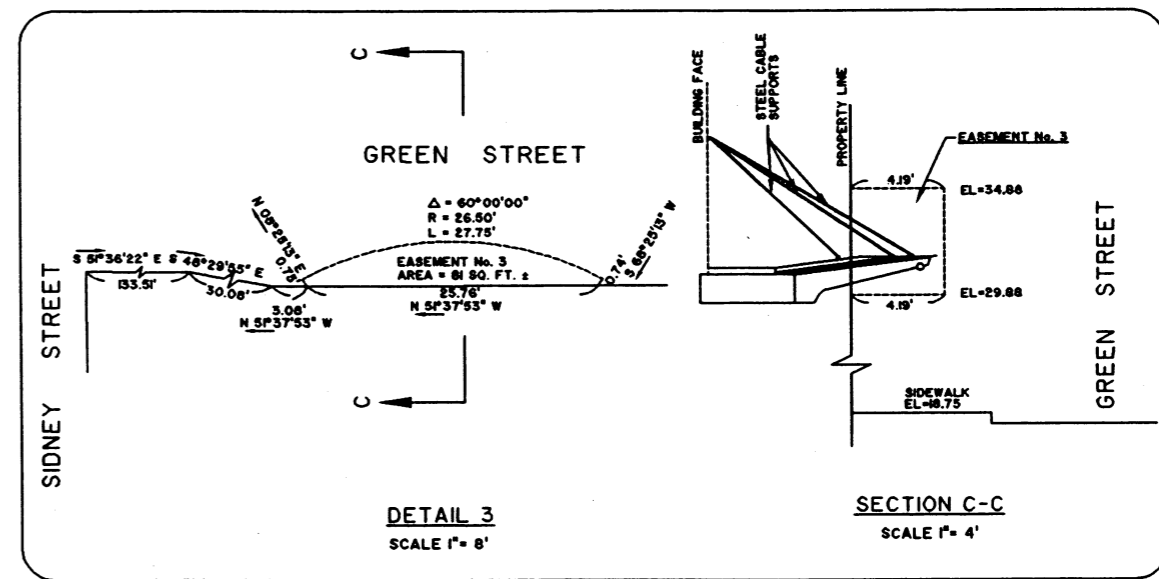 C
GREEN STREET
Δ = 60°00'00"
R = 26.50'
L = 27.75'
N 08°28'13" E
0.75'
S 51°36'22" E
133.51'
S 46°29'55" E
30.08'
EASEMENT No. 3
AREA = 81 SQ. FT. ±
25.76'
N 51°37'53" W
3.08'
N 51°37'53" W
0.74'
S 68°25'13" W
SIDNEY STREET
C
DETAIL 3
SCALE 1"= 8'
BUILDING FACE
STEEL CABLE
SUPPORTS
PROPERTY LINE
EASEMENT No. 3
4.19'
EL=34.88
4.19'
EL=29.88
SIDEWALK
EL=18.75
GREEN STREET
SECTION C-C
SCALE 1"= 4'